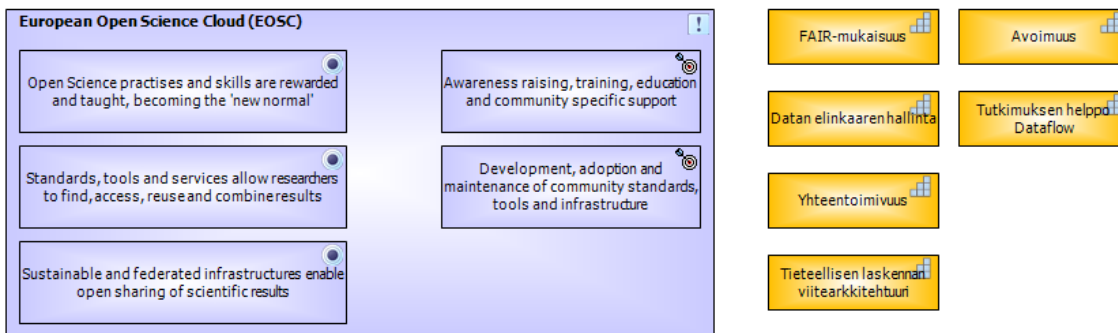 European Open Science Cloud (EOSC)
Open Science practises and skills are rewarded
and taught, becoming the 'new normal'
Awareness raising, training, education
and community specific support
Standards, tools and services allow researchers
to find, access, reuse and combine results
Development, adoption and
maintenance of community standards,
tools and infrastructure
Sustainable and federated infrastructures enable
open sharing of scientific results
FAIR-mukaisuus
Avoimuus
Datan elinkaaren hallinta
Tutkimuksen helppo
Dataflow
Yhteentoimivuus
Tieteellisen laskennan
viitearkkitehtuuri